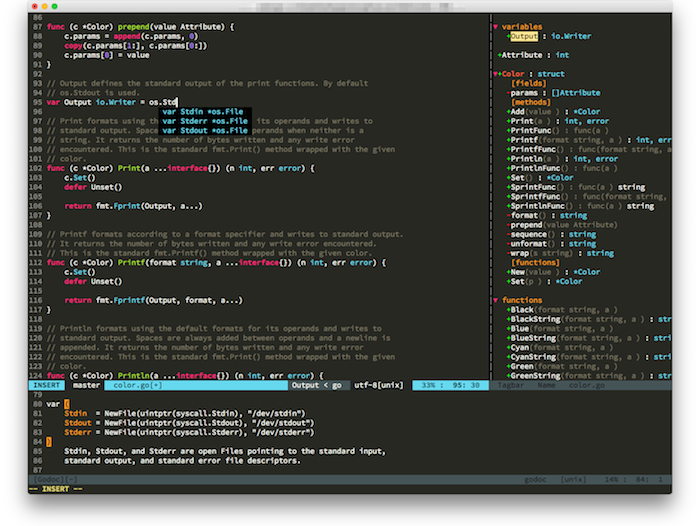 87 func (c *Color) prepend(value Attribute) {
88     c.params = append(c.params, 0)
89     copy(c.params[1:], c.params[0:])
90     c.params[0] = value
91 }
92
93 // Output defines the standard output of the print functions. By default
94 // os.Stdout is used.
95 var Output io.Writer = os.Std
96 var Stdin *os.File
97 // Print formats using th var Stderr *os.File its operands and writes to
98 // standard output. Spac var Stdout *os.File perands when neither is a
99 // string. It returns the number of bytes written and any write error
100 // encountered. This is the standard fmt.Print() method wrapped with the given
101 // color.
102 func (c *Color) Print(a ...interface{}) (n int, err error) {
103     c.Set()
104     defer Unset()
105
106     return fmt.Fprint(Output, a...)
107 }
108
109 // Printf formats according to a format specifier and writes to standard output.
110 // It returns the number of bytes written and any write error encountered.
111 // This is the standard fmt.Printf() method wrapped with the given color.
112 func (c *Color) Printf(format string, a ...interface{}) (n int, err error) {
113     c.Set()
114     defer Unset()
115
116     return fmt.Fprintf(Output, format, a...)
117 }
118
119 // Println formats using the default formats for its operands and writes to
120 // standard output. Spaces are always added between operands and a newline is
121 // appended. It returns the number of bytes written and any write error
122 // encountered. This is the standard fmt.Print() method wrapped with the given
123 // color.
124 func (c *Color) Println(a ...interface{}) (n int, err error) {
INSERT master color.go[+] Output < go utf-8[unix] 33% : 95: 30
▼ variables
+Output : io.Writer
+Attribute : int
▼+Color : struct
[fields]
-params : []Attribute
[methods]
+Add(value ) : *Color
+Print(a ) : int, error
+PrintFunc() : func(a )
+Printf(format string, a ) : int, err
+PrintfFunc() : func(format string, a
+Println(a ) : int, error
+PrintlnFunc() : func(a )
+Set() : *Color
+SprintFunc() : func(a ) string
+SprintfFunc() : func(format string,
+SprintlnFunc() : func(a ) string
-format() : string
-prepend(value Attribute)
-sequence() : string
-unformat() : string
-wrap(s string) : string
[functions]
+New(value ) : *Color
+Set(p ) : *Color
▼ functions
+Black(format string, a )
+BlackString(format string, a ) : str
+Blue(format string, a )
+BlueString(format string, a ) : stri
+Cyan(format string, a )
+CyanString(format string, a ) : stri
+Green(format string, a )
+GreenString(format string, a ) : str
Tagbar Name color.go
79
80 var (
81     Stdin  = NewFile(uintptr(syscall.Stdin), "/dev/stdin")
82     Stdout = NewFile(uintptr(syscall.Stdout), "/dev/stdout")
83     Stderr = NewFile(uintptr(syscall.Stderr), "/dev/stderr")
84 )
85     Stdin, Stdout, and Stderr are open Files pointing to the standard input,
86     standard output, and standard error file descriptors.
87
[Godoc][-] godoc [unix] 14% : 84: 1
-- INSERT --